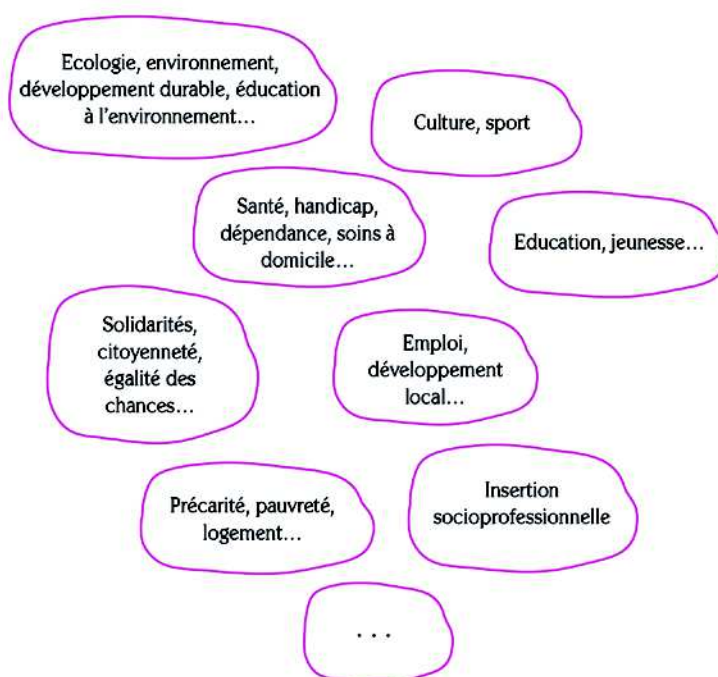 Ecologie, environnement,
développement durable, éducation
à l'environnement…
Culture, sport
Santé, handicap,
dépendance, soins à
domicile…
Education, jeunesse…
Solidarités,
citoyenneté,
égalité des
chances…
Emploi,
développement
local…
Précarité, pauvreté,
logement…
Insertion
socioprofessionnelle
. . .